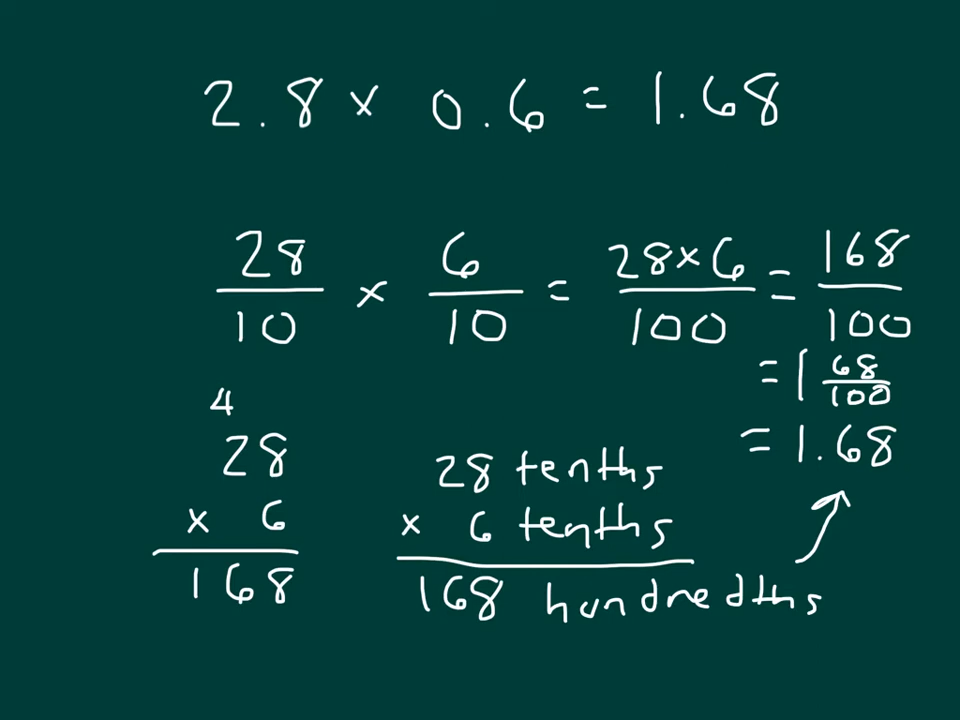 2.8 × 0.6 = 1.68
28/10 × 6/10 = 28×6/100 = 168/100
= 1 68/100
= 1.68
4
28
× 6
168
28 tenths
× 6 tenths
168 hundredths